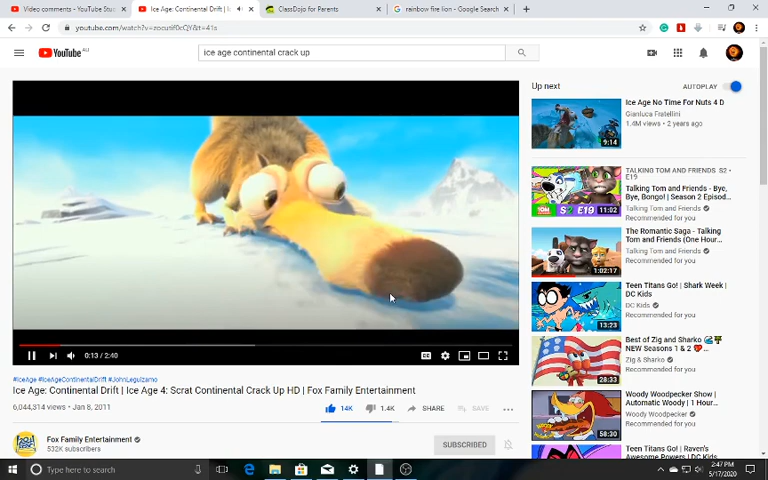 Video comments - YouTube Stu
Ice Age: Continental Drift | I
ClassDojo for Parents
rainbow fire lion - Google Search
youtube.com/watch?v=zocutif0cQY&t=41s
YouTube AU
ice age continental crack up
Up next
AUTOPLAY
Ice Age No Time For Nuts 4 D
Gianluca Fratellini
1.4M views • 2 years ago
9:14
TALKING TOM AND FRIENDS S2 •
E19
Talking Tom and Friends - Bye,
Bye, Bongo! | Season 2 Episod...
Talking Tom and Friends
Recommended for you
TOM S2 E19
11:02
The Romantic Saga - Talking
Tom and Friends (One Hour...
Talking Tom and Friends
Recommended for you
1:02:17
Teen Titans Go! | Shark Week |
DC Kids
DC Kids
Recommended for you
13:23
Best of Zig and Sharko
NEW Seasons 1 & 2
Zig & Sharko
Recommended for you
28:33
Woody Woodpecker Show |
Automatic Woody | 1 Hour...
Woody Woodpecker
Recommended for you
58:30
Teen Titans Go! | Raven's
0:13 / 2:40
#IceAge #IceAgeContinentalDrift #JohnLeguizamo
Ice Age: Continental Drift | Ice Age 4: Scrat Continental Crack Up HD | Fox Family Entertainment
6,044,314 views • Jan 8, 2011
14K
1.4K
SHARE
SAVE
Fox Family Entertainment
532K subscribers
SUBSCRIBED
Type here to search
2:47 PM
5/17/2020